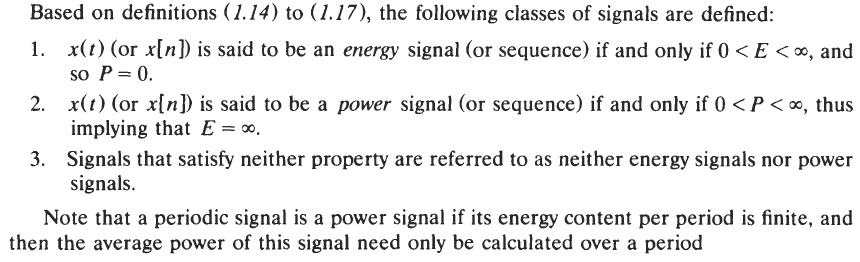 Based on definitions (1.14) to (1.17), the following classes of signals are defined:
1. x(t) (or x[n]) is said to be an energy signal (or sequence) if and only if 0 < E < ∞, and
so P = 0.
2. x(t) (or x[n]) is said to be a power signal (or sequence) if and only if 0 < P < ∞, thus
implying that E = ∞.
3. Signals that satisfy neither property are referred to as neither energy signals nor power
signals.
Note that a periodic signal is a power signal if its energy content per period is finite, and
then the average power of this signal need only be calculated over a period